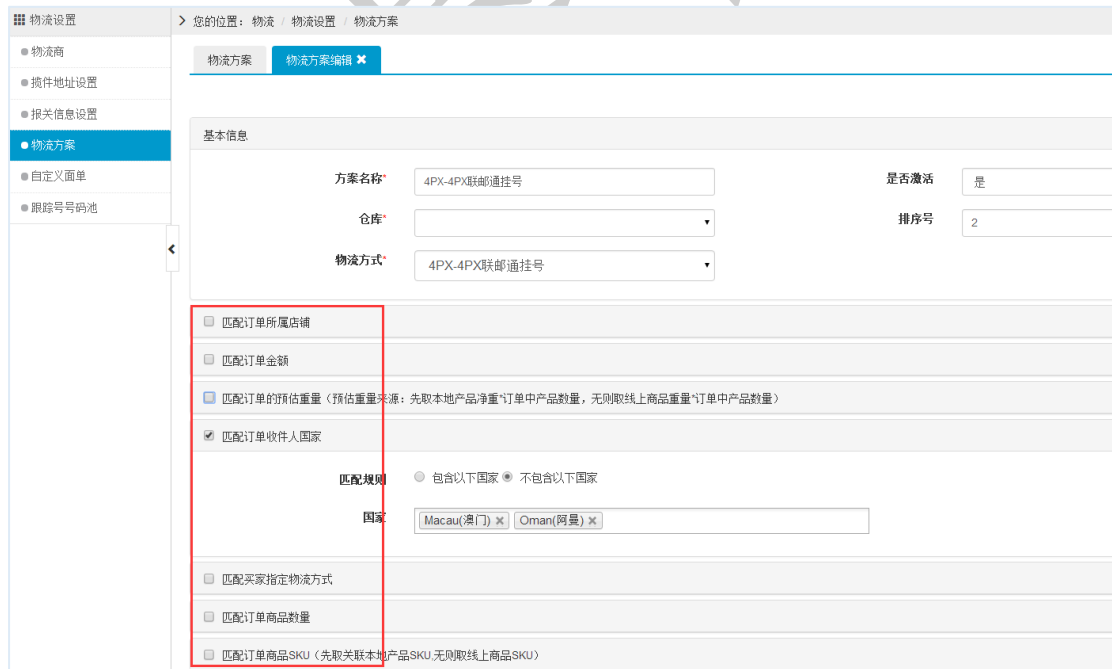 物流设置
物流商
揽件地址设置
报关信息设置
物流方案
自定义面单
跟踪号号码池
您的位置： 物流 / 物流设置 / 物流方案
物流方案 物流方案编辑
基本信息
方案名称* 4PX-4PX联邮通挂号 是否激活 是
仓库* 排序号 2
物流方式* 4PX-4PX联邮通挂号
匹配订单所属店铺
匹配订单金额
匹配订单的预估重量（预估重量来源：先取本地产品净重*订单中产品数量，无则取线上商品重量*订单中产品数量）
匹配订单收件人国家
匹配规则 包含以下国家 不包含以下国家
国家 Macau(澳门) Oman(阿曼)
匹配买家指定物流方式
匹配订单商品数量
匹配订单商品SKU（先取关联本地产品SKU,无则取线上商品SKU）